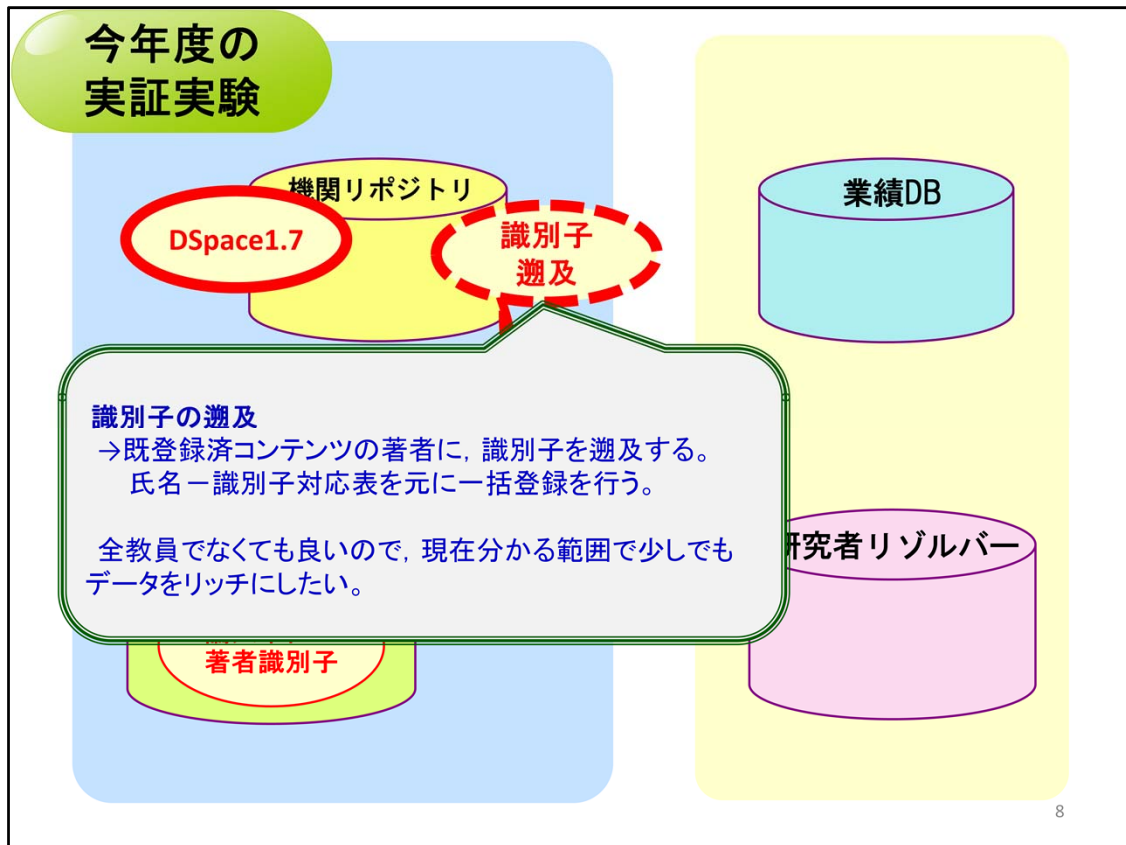 今年度の
実証実験
機関リポジトリ
業績DB
DSpace1.7
識別子
遡及
識別子の遡及
→既登録済コンテンツの著者に，識別子を遡及する。
氏名－識別子対応表を元に一括登録を行う。
全教員でなくても良いので，現在分かる範囲で少しでも
データをリッチにしたい。
研究者リゾルバー
著者識別子
8